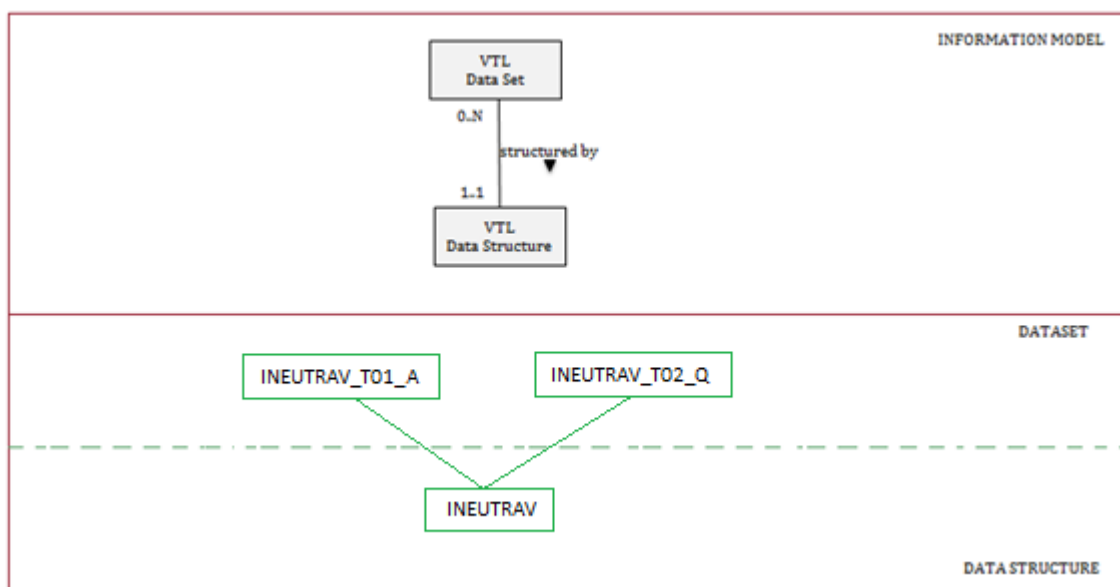 INFORMATION MODEL
VTL
Data Set
0..N
structured by
1..1
VTL
Data Structure
DATASET
INEUTRAV_T01_A
INEUTRAV_T02_Q
INEUTRAV
DATA STRUCTURE